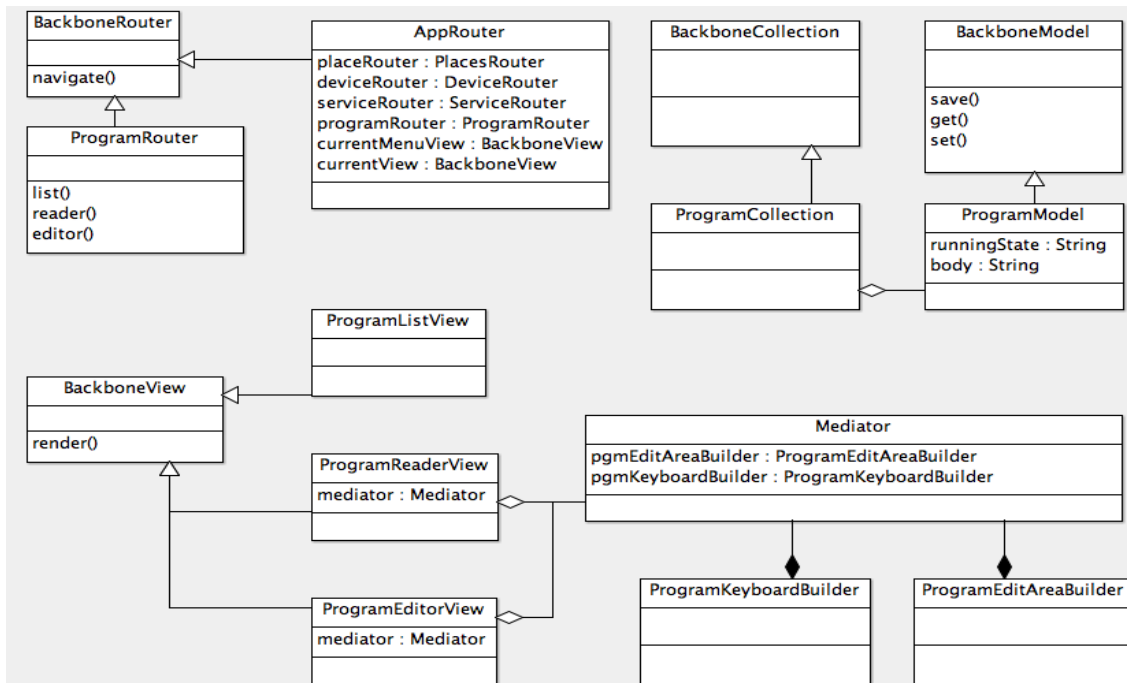 BackboneRouter
navigate()
AppRouter
placeRouter : PlacesRouter
deviceRouter : DeviceRouter
serviceRouter : ServiceRouter
programRouter : ProgramRouter
currentMenuView : BackboneView
currentView : BackboneView
BackboneCollection
BackboneModel
save()
get()
set()
ProgramRouter
list()
reader()
editor()
ProgramCollection
ProgramModel
runningState : String
body : String
ProgramListView
BackboneView
render()
Mediator
pgmEditAreaBuilder : ProgramEditAreaBuilder
pgmKeyboardBuilder : ProgramKeyboardBuilder
ProgramReaderView
mediator : Mediator
ProgramKeyboardBuilder
ProgramEditAreaBuilder
ProgramEditorView
mediator : Mediator